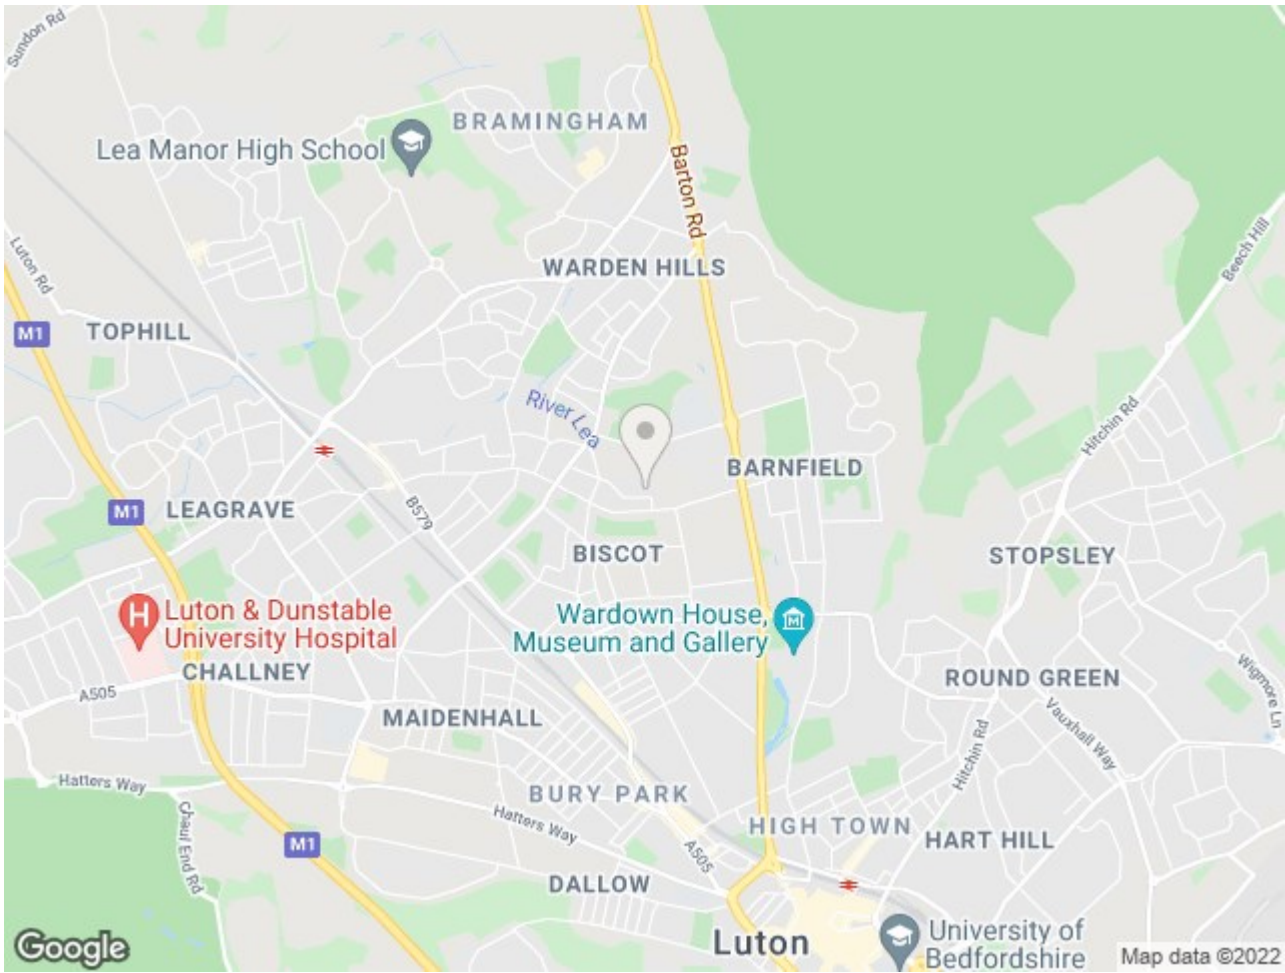 Sundon Rd
BRAMINGHAM
Lea Manor High School
Barton Rd
Luton Rd
WARDEN HILLS
Beech Hill
M1
TOPHILL
River Lea
Hitchin Rd
BARNFIELD
M1
LEAGRAVE
B579
BISCOT
STOPSLEY
Luton & Dunstable
University Hospital
Wardown House,
Museum and Gallery
CHALLNEY
A505
ROUND GREEN
Wigmore Ln
MAIDENHALL
Vauxhall Way
Hitchin Rd
Hatters Way
BURY PARK
Hatters Way
Chaul End Rd
M1
HIGH TOWN
HART HILL
A505
DALLOW
Luton
University of
Bedfordshire
Google
Map data ©2022